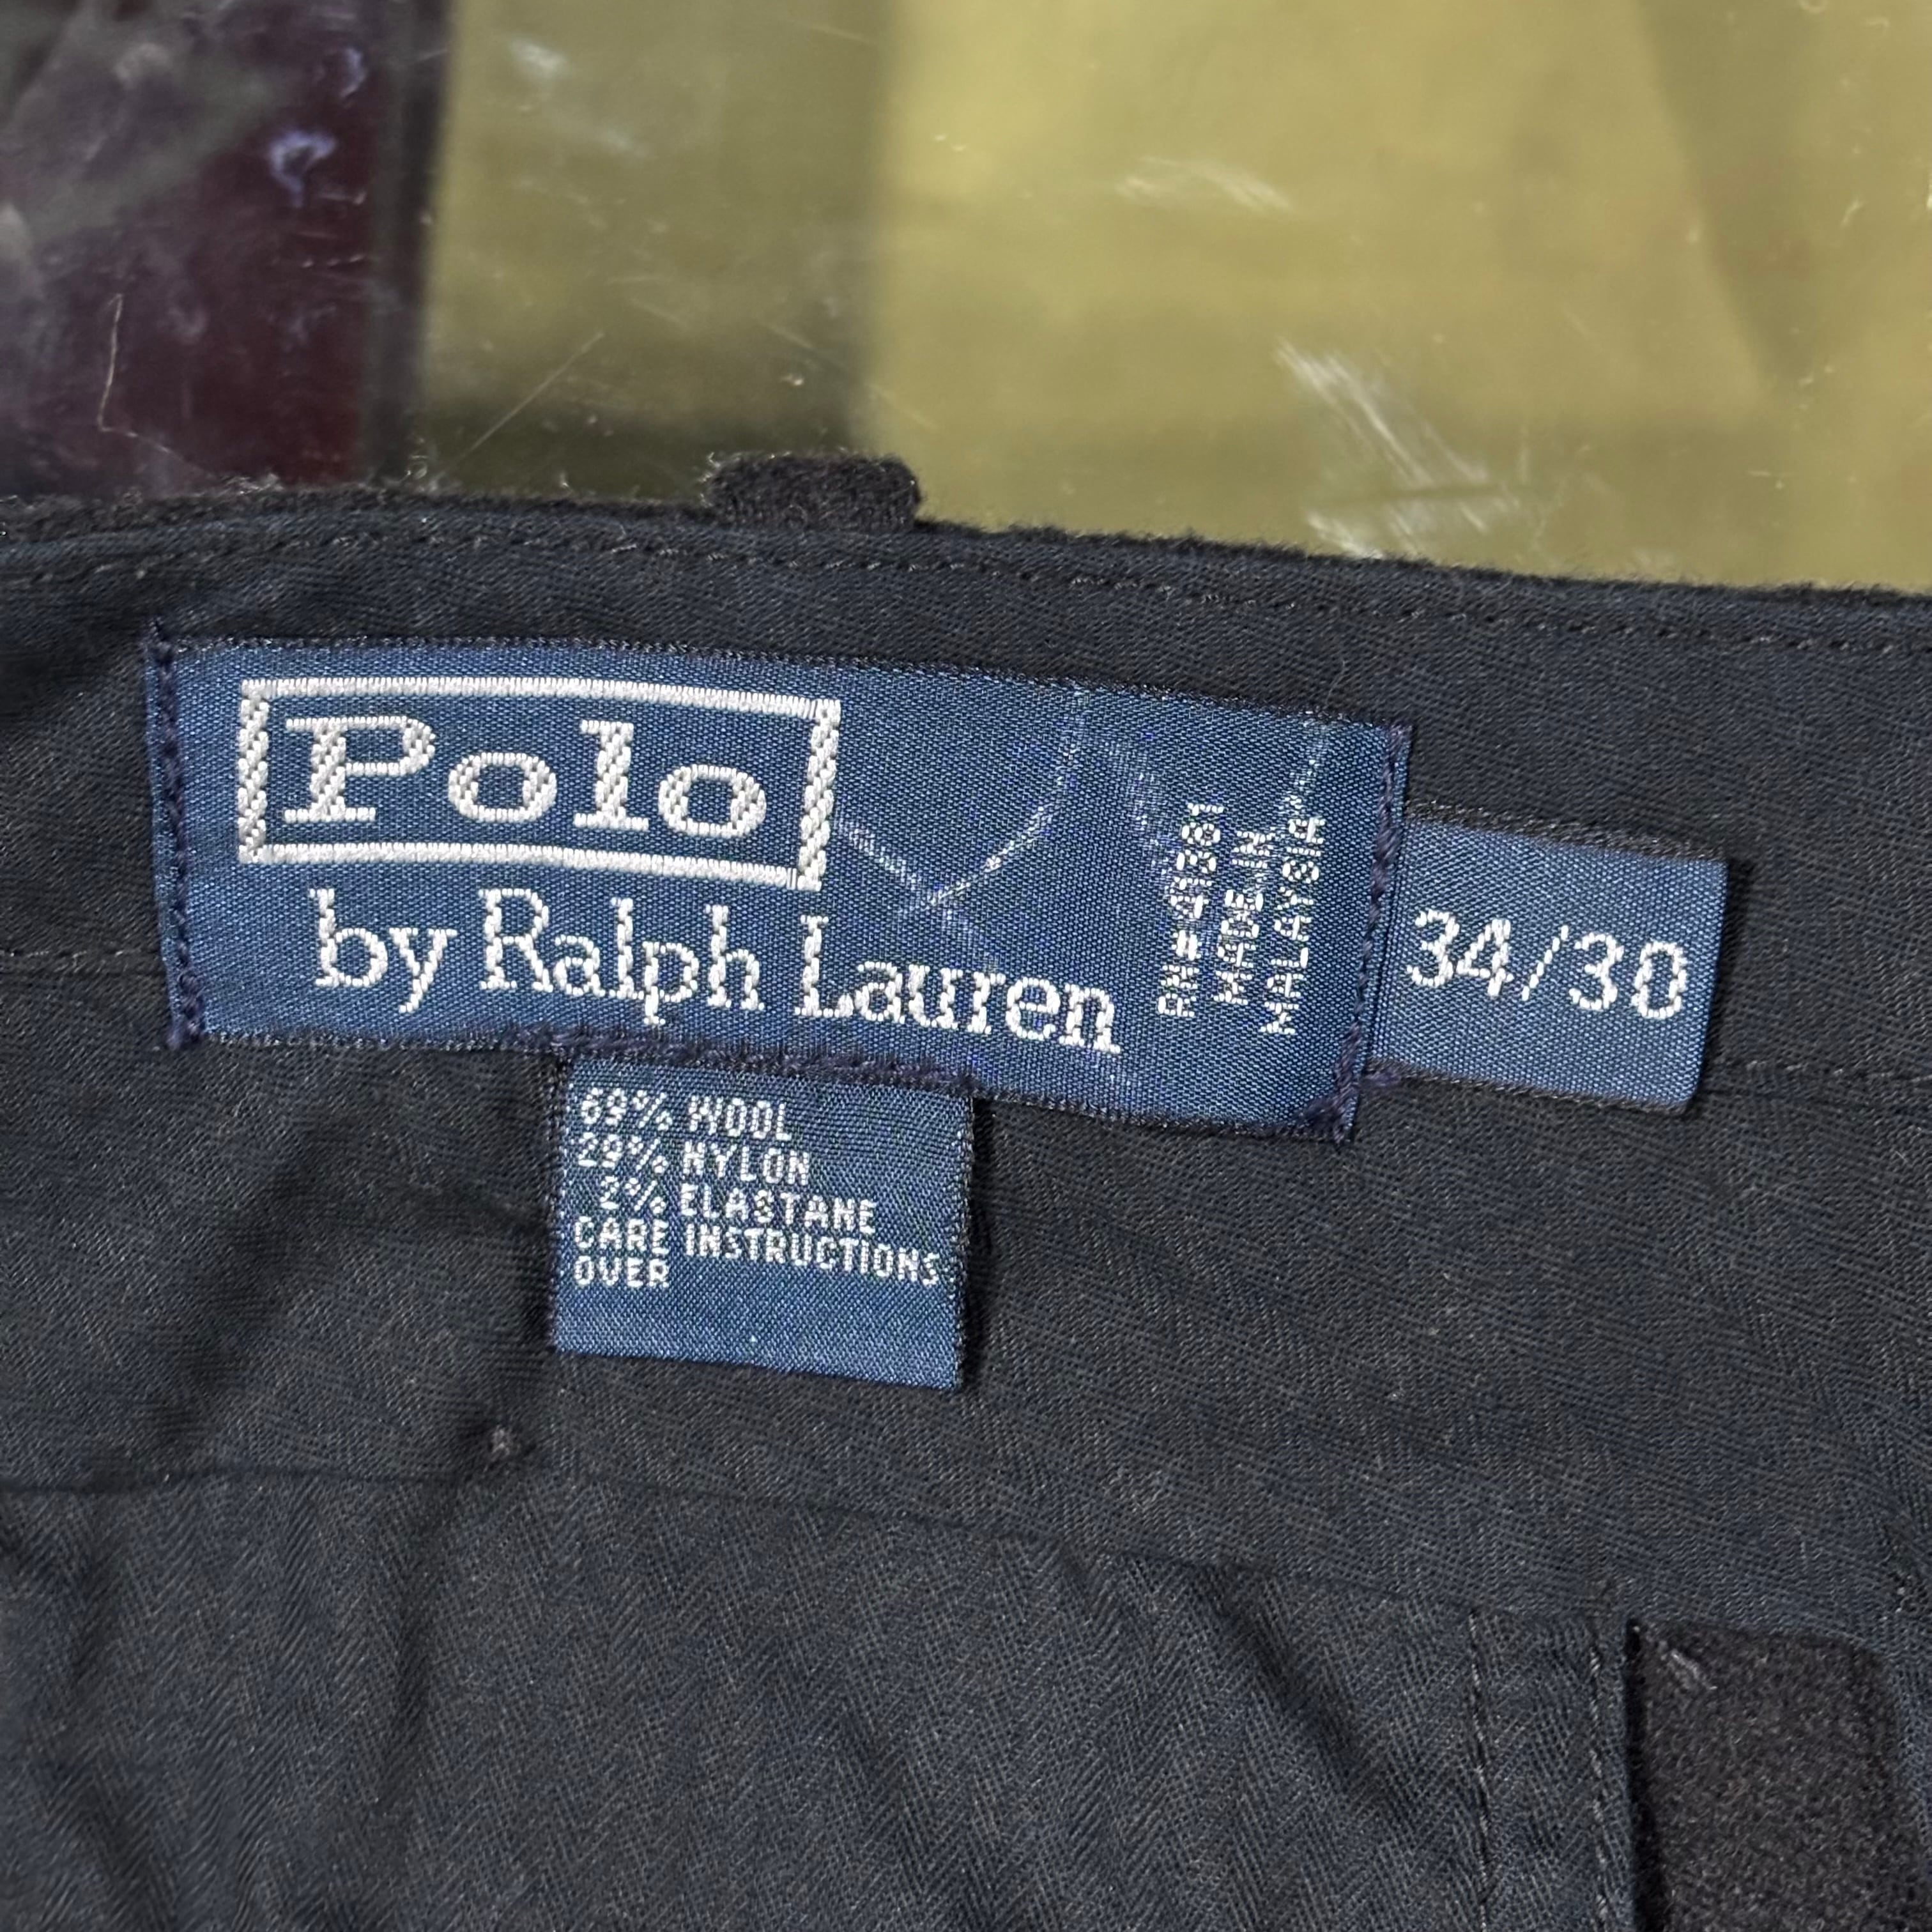 Polo
by Ralph Lauren
RN= 41381
MADE IN
MALAYSIA
34/30
69% WOOL
29% NYLON
2% ELASTANE
CARE INSTRUCTIONS
OVER